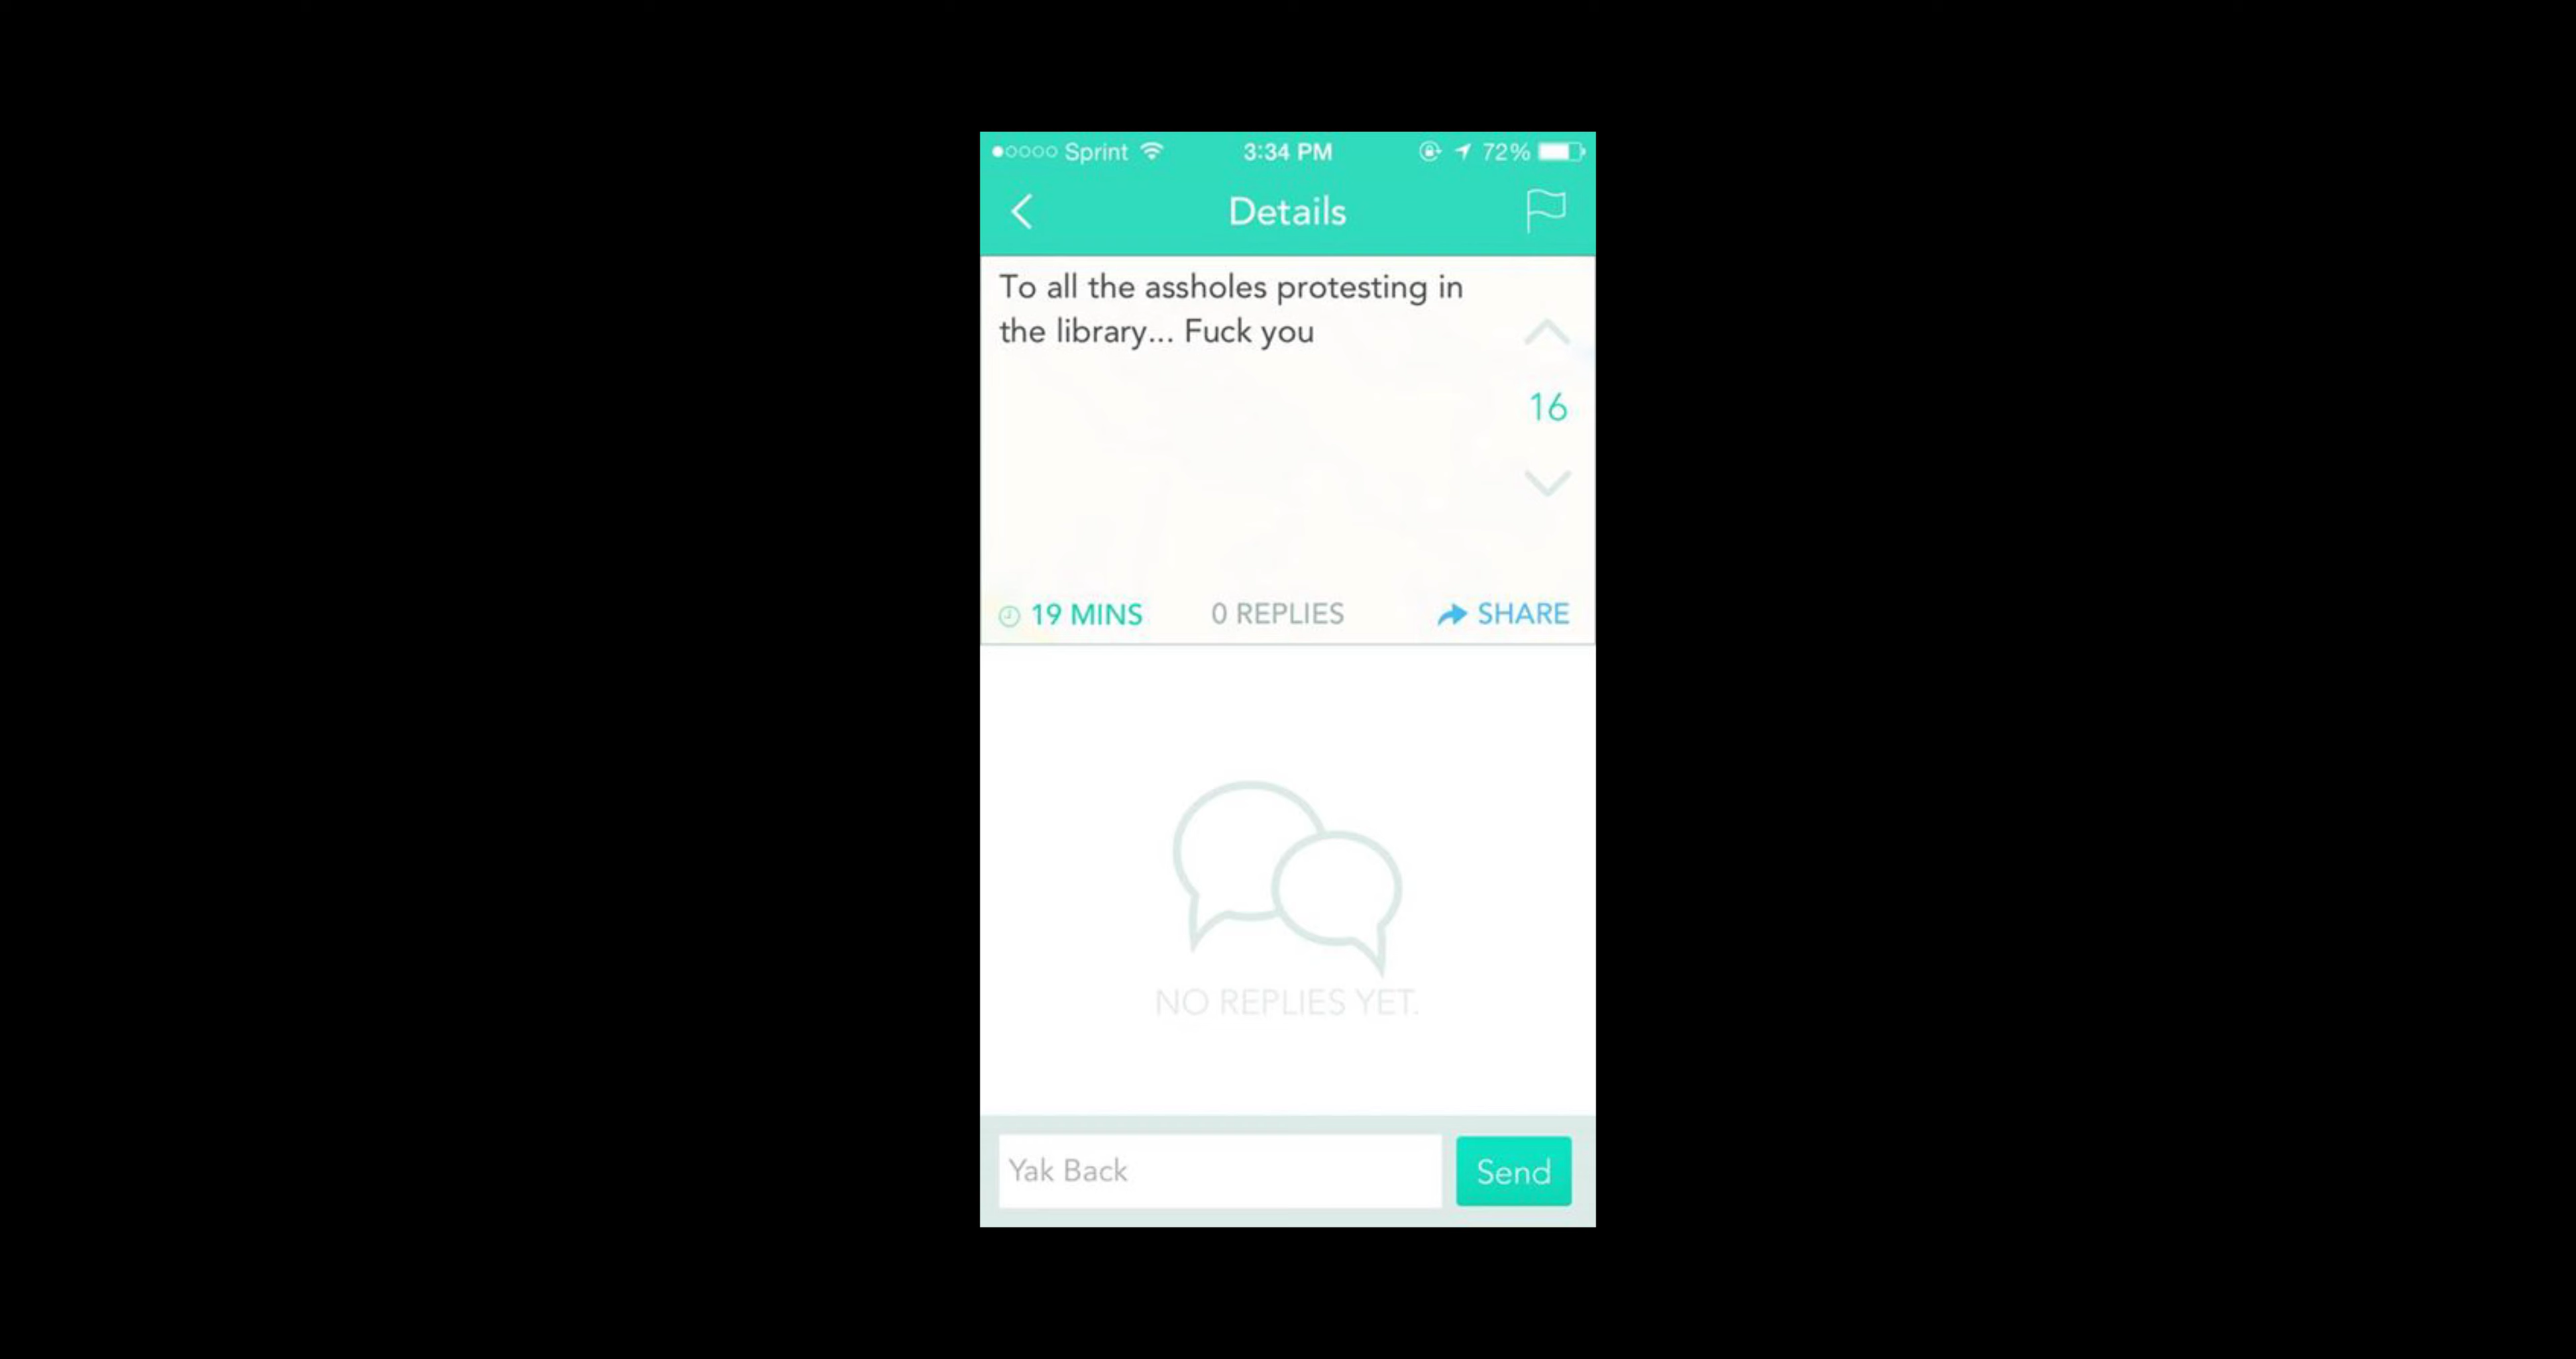 Sprint 3:34 PM 72%
Details
To all the assholes protesting in
the library... Fuck you
16
19 MINS 0 REPLIES SHARE
NO REPLIES YET.
Yak Back Send